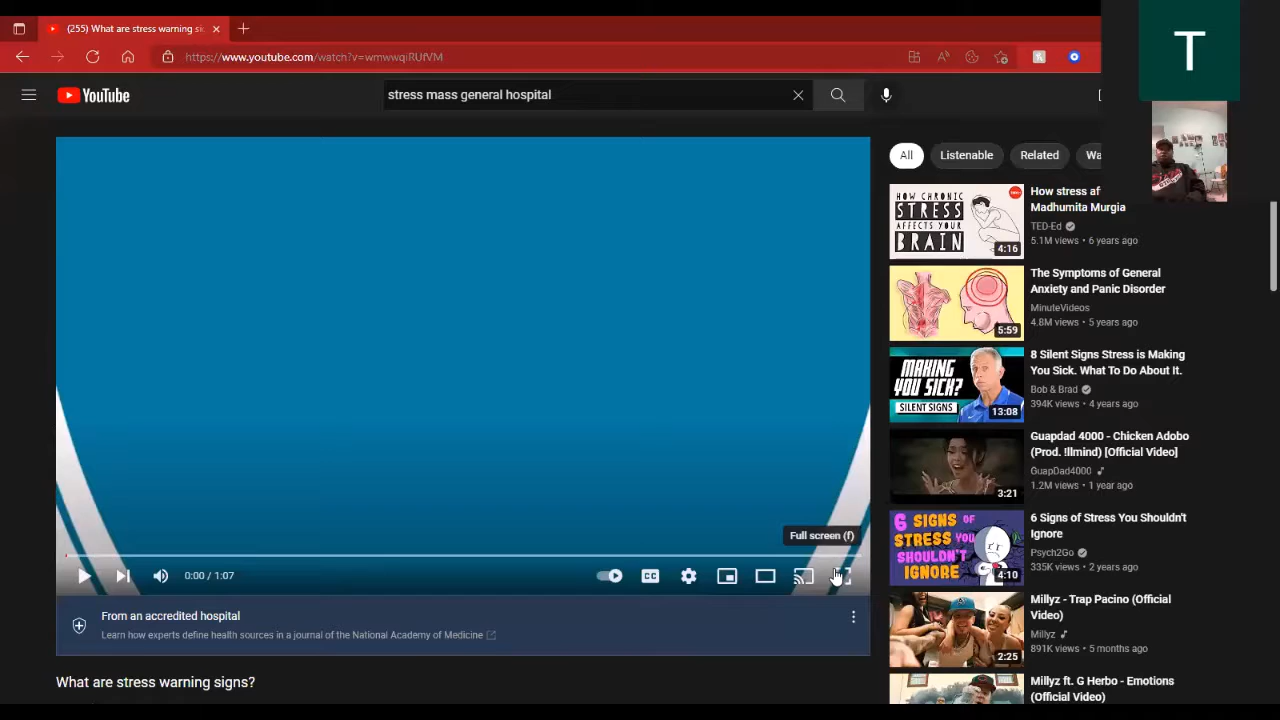 (255) What are stress warning si
https://www.youtube.com/watch?v=wmwwqiRUfVM
YouTube
stress mass general hospital
T
All
Listenable
Related
Wa
HOW CHRONIC
STRESS
AFFECTS YOUR
BRAIN
4:16
How stress af
Madhumita Murgia
TED-Ed
5.1M views • 6 years ago
5:59
The Symptoms of General
Anxiety and Panic Disorder
MinuteVideos
4.8M views • 5 years ago
MAKING
YOU SICK?
SILENT SIGNS
13:08
8 Silent Signs Stress is Making
You Sick. What To Do About It.
Bob & Brad
394K views • 4 years ago
3:21
Guapdad 4000 - Chicken Adobo
(Prod. !llmind) [Official Video]
GuapDad4000
1.2M views • 1 year ago
6 SIGNS OF
STRESS YOU
SHOULDN'T
IGNORE
4:10
6 Signs of Stress You Shouldn't
Ignore
Psych2Go
335K views • 2 years ago
2:25
Millyz - Trap Pacino (Official
Video)
Millyz
891K views • 5 months ago
Millyz ft. G Herbo - Emotions
(Official Video)
Full screen (f)
0:00 / 1:07
CC
From an accredited hospital
Learn how experts define health sources in a journal of the National Academy of Medicine
What are stress warning signs?